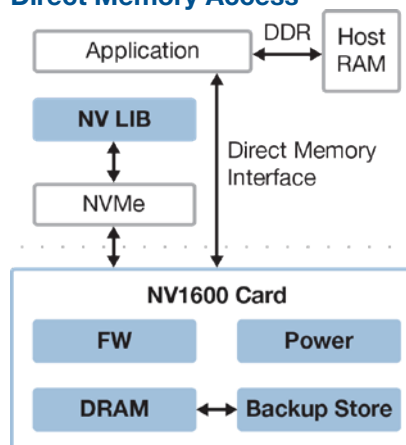 Direct Memory Access
Application
DDR
Host
RAM
NV LIB
Direct Memory
Interface
NVMe
NV1600 Card
FW
Power
DRAM
Backup Store